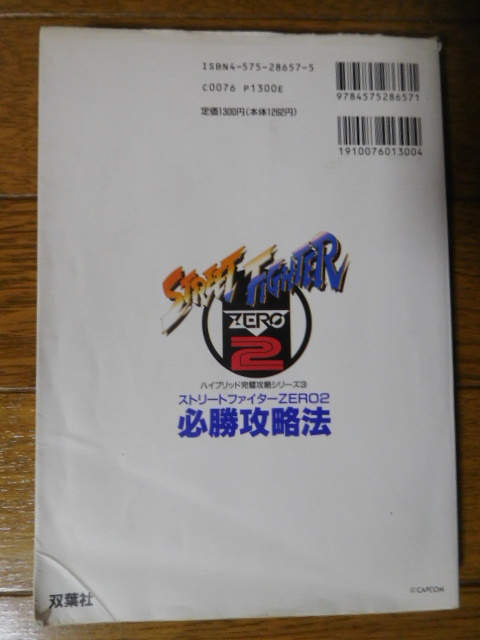 ISBN4-575-28657-5
C0076 P1300E
定価1300円(本体1262円)
9784575286571
1910076013004
STREET FIGHTER
ZERO
2
ハイブリッド完璧攻略シリーズ③
ストリートファイターZERO2
必勝攻略法
双葉社
©CAPCOM